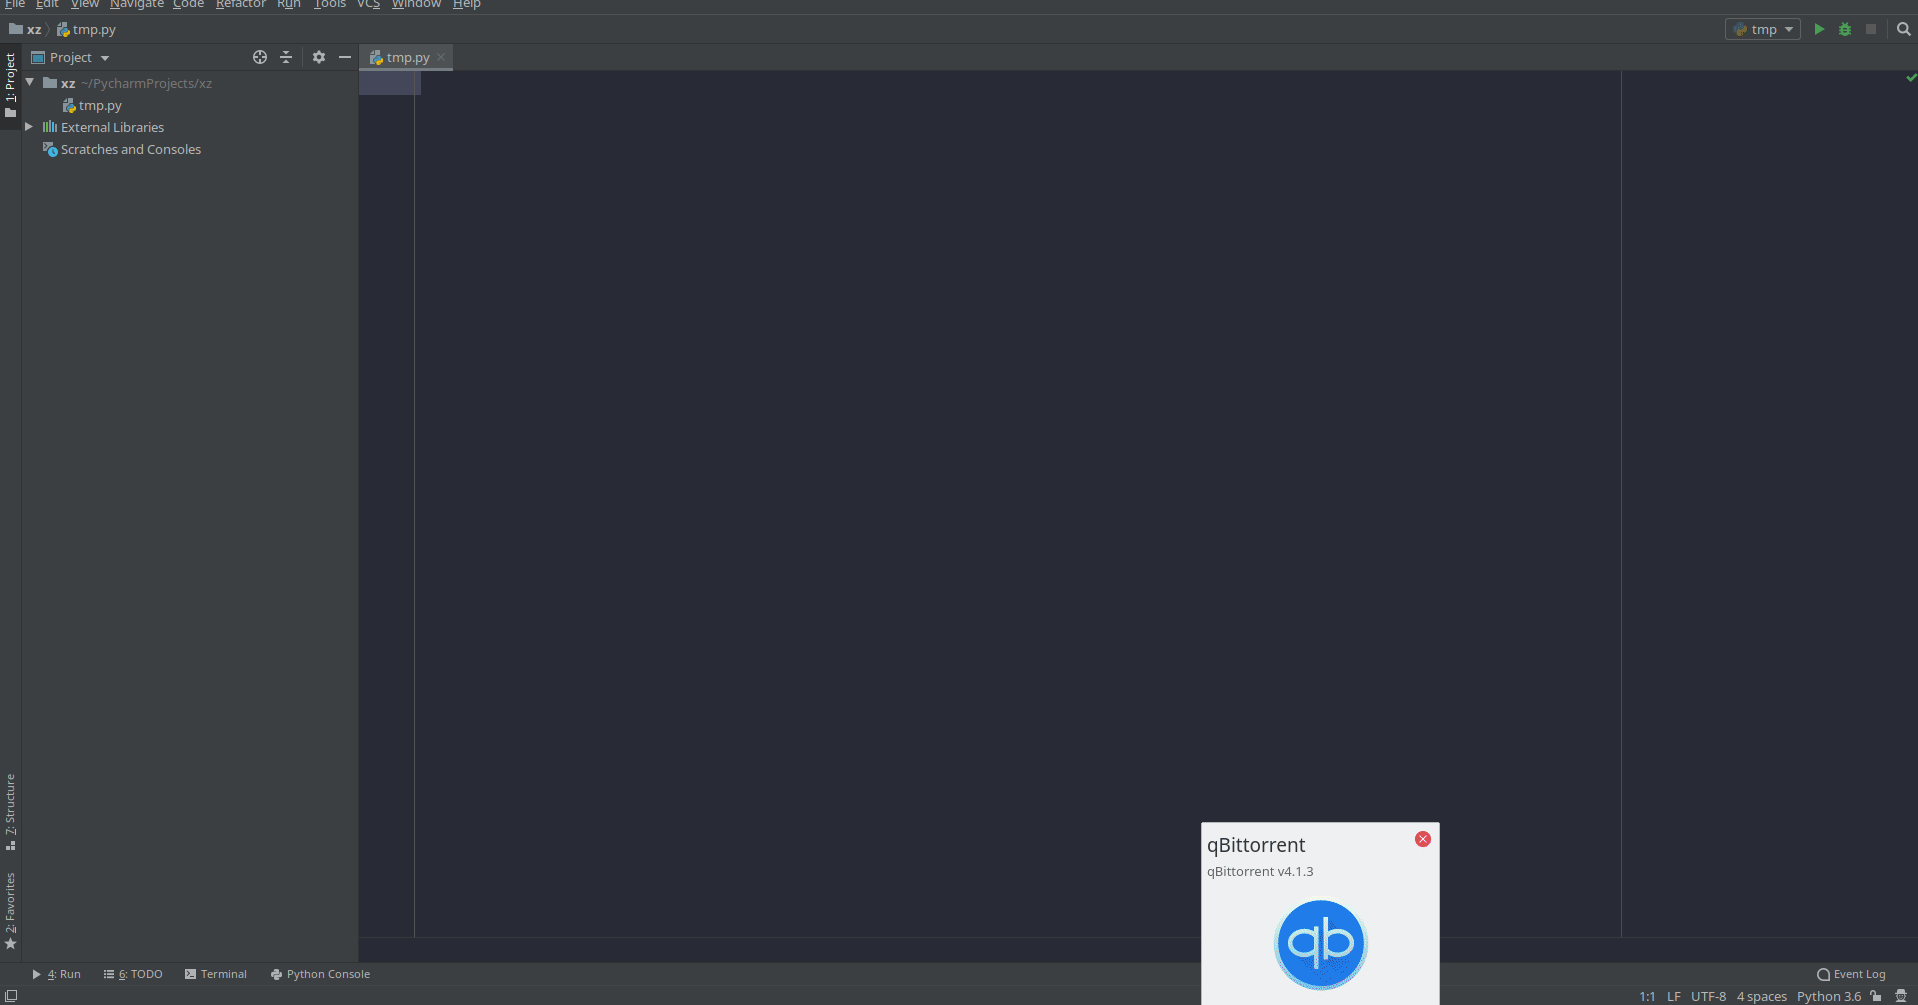 File Edit View Navigate Code Refactor Run Tools VCS Window Help
xz tmp.py
tmp
1: Project
Project
tmp.py
xz ~/PycharmProjects/xz
tmp.py
External Libraries
Scratches and Consoles
7: Structure
2: Favorites
qBittorrent
qBittorrent v4.1.3
qb
4: Run 6: TODO Terminal Python Console
Event Log
1:1 LF UTF-8 4 spaces Python 3.6